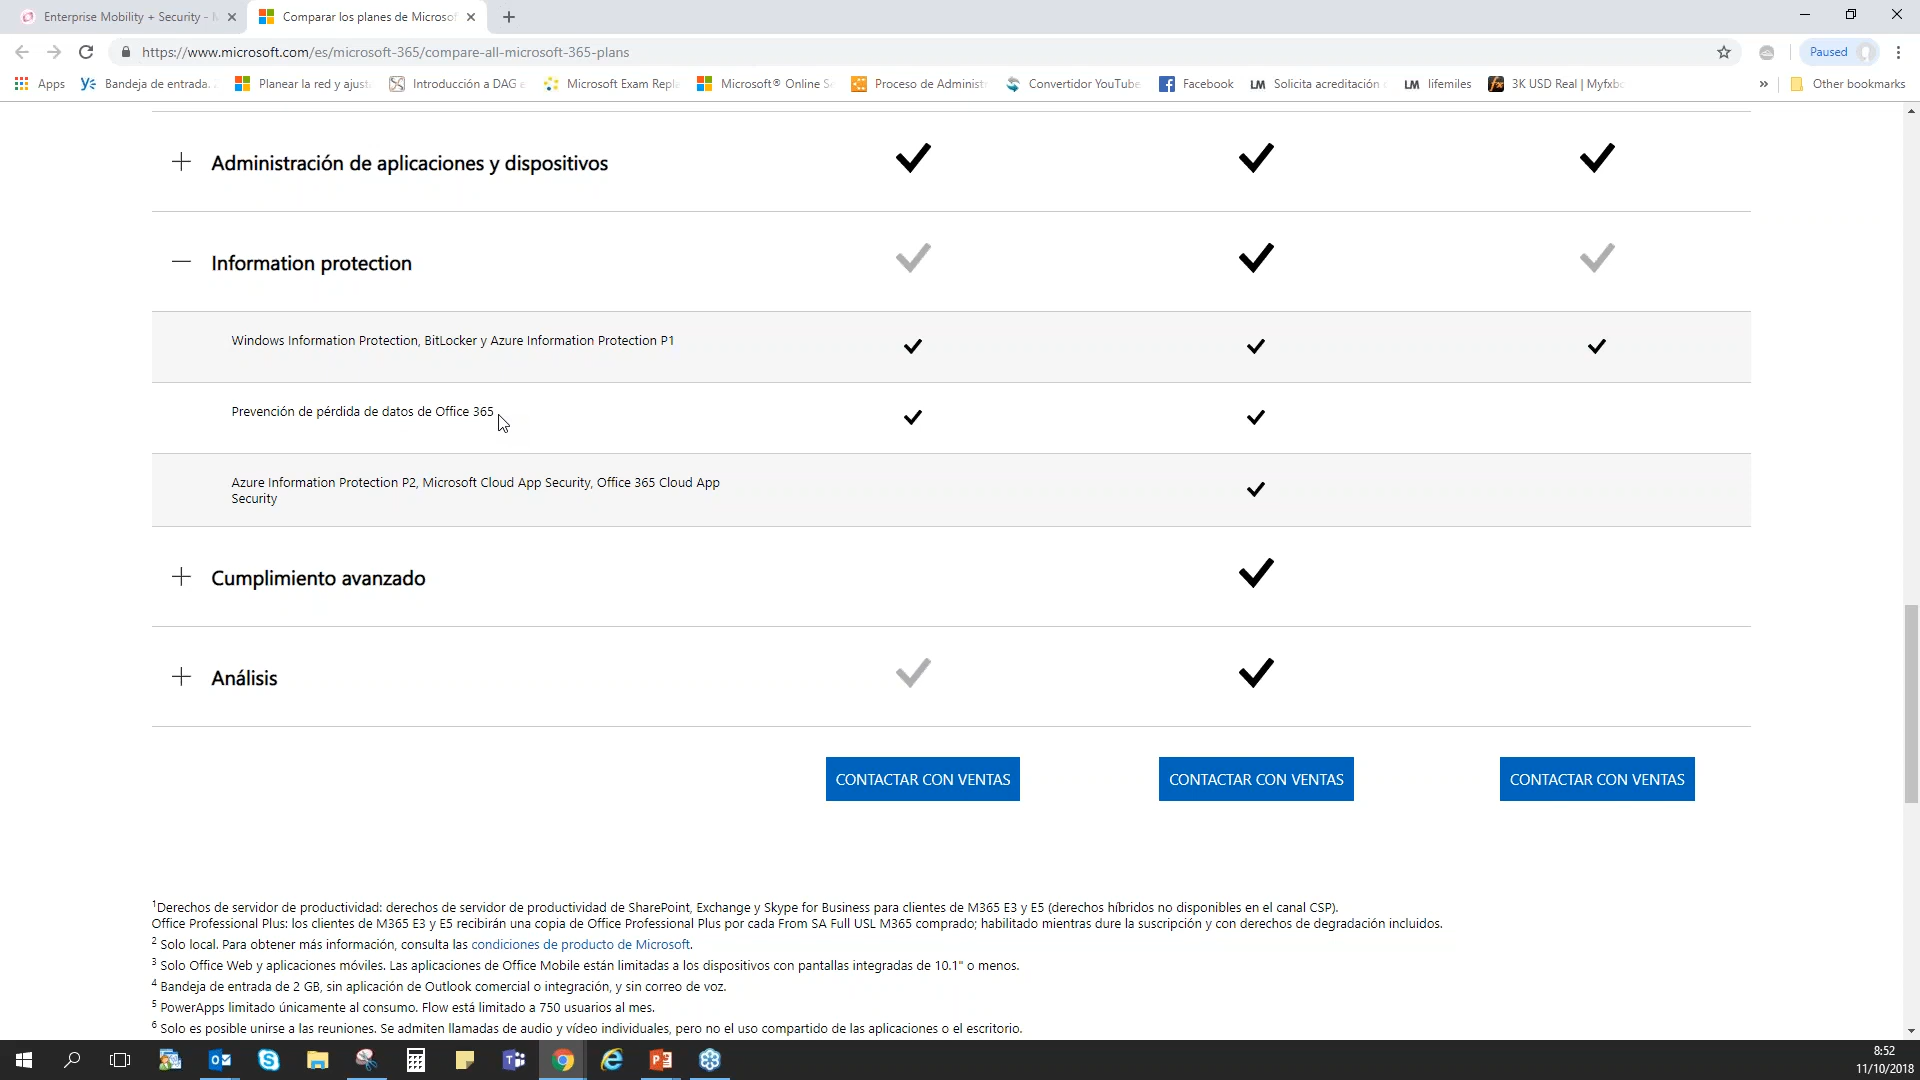 Enterprise Mobility + Security - M
Comparar los planes de Microsof
https://www.microsoft.com/es/microsoft-365/compare-all-microsoft-365-plans
Paused
Apps
Bandeja de entrada.
Planear la red y ajust
Introducción a DAG e
Microsoft Exam Repl
Microsoft® Online S
Proceso de Administ
Convertidor YouTube
Facebook
LM Solicita acreditación
LM lifemiles
fx 3K USD Real | Myfxb
»
Other bookmarks
Administración de aplicaciones y dispositivos
Information protection
Windows Information Protection, BitLocker y Azure Information Protection P1
Prevención de pérdida de datos de Office 365
Azure Information Protection P2, Microsoft Cloud App Security, Office 365 Cloud App
Security
Cumplimiento avanzado
Análisis
CONTACTAR CON VENTAS
CONTACTAR CON VENTAS
CONTACTAR CON VENTAS
1Derechos de servidor de productividad: derechos de servidor de productividad de SharePoint, Exchange y Skype for Business para clientes de M365 E3 y E5 (derechos híbridos no disponibles en el canal CSP).
Office Professional Plus: los clientes de M365 E3 y E5 recibirán una copia de Office Professional Plus por cada From SA Full USL M365 comprado; habilitado mientras dure la suscripción y con derechos de degradación incluidos.
2 Solo local. Para obtener más información, consulta las condiciones de producto de Microsoft.
3 Solo Office Web y aplicaciones móviles. Las aplicaciones de Office Mobile están limitadas a los dispositivos con pantallas integradas de 10.1" o menos.
4 Bandeja de entrada de 2 GB, sin aplicación de Outlook comercial o integración, y sin correo de voz.
5 PowerApps limitado únicamente al consumo. Flow está limitado a 750 usuarios al mes.
6 Solo es posible unirse a las reuniones. Se admiten llamadas de audio y vídeo individuales, pero no el uso compartido de las aplicaciones o el escritorio.
8:52
11/10/2018